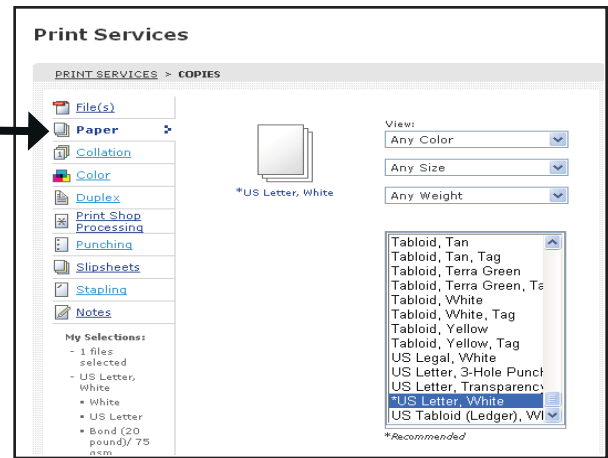 Print Services
PRINT SERVICES > COPIES
File(s)
Paper
Collation
Color
Duplex
Print Shop
Processing
Punching
Slipsheets
Stapling
Notes
My Selections:
- 1 files
selected
- US Letter,
White
• White
• US Letter
• Bond (20
pound)/ 75
gsm
*US Letter, White
View:
Any Color
Any Size
Any Weight
Tabloid, Tan
Tabloid, Tan, Tag
Tabloid, Terra Green
Tabloid, Terra Green, Ta
Tabloid, White
Tabloid, White, Tag
Tabloid, Yellow
Tabloid, Yellow, Tag
US Legal, White
US Letter, 3-Hole Punch
US Letter, Transparency
*US Letter, White
US Tabloid (Ledger), Wh
*Recommended